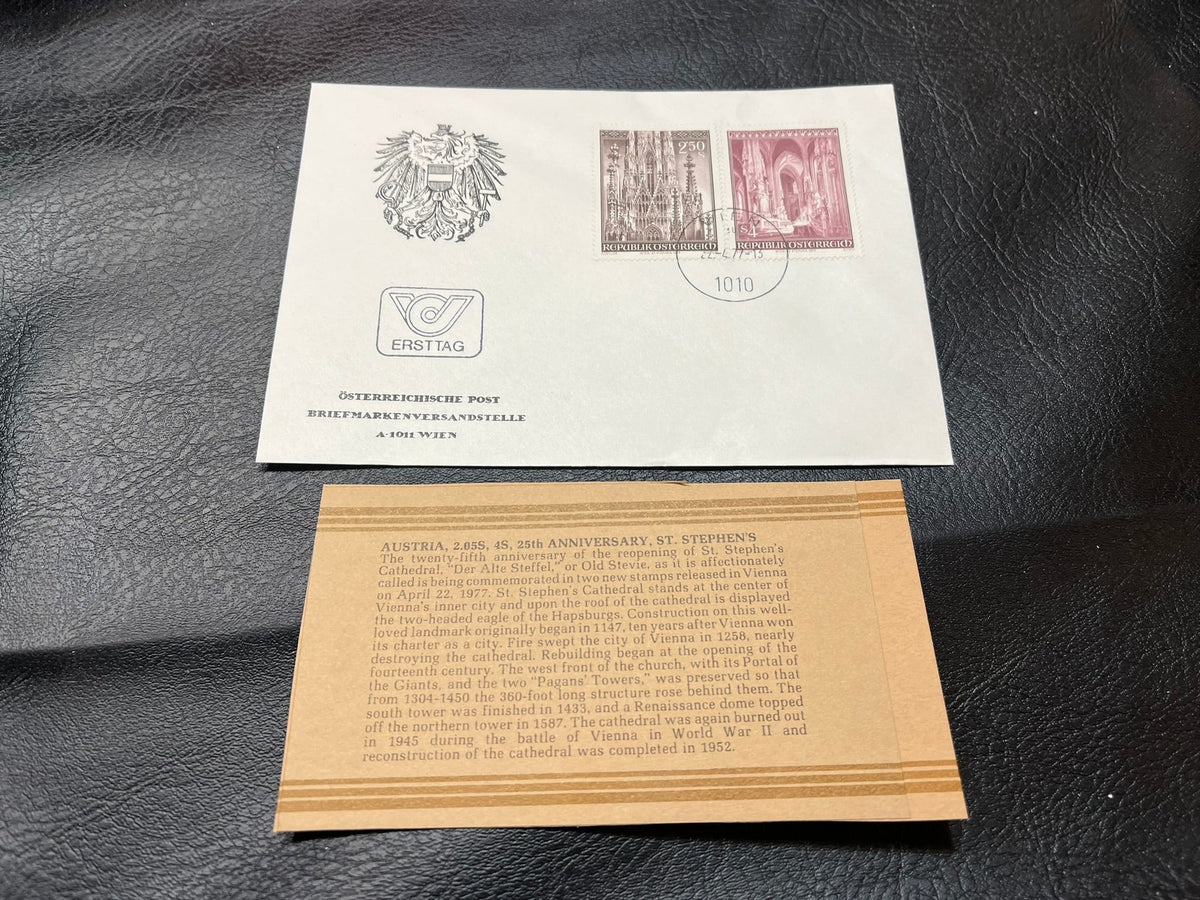 2.50
REPUBLIK ÖSTERREICH
S4
REPUBLIK ÖSTERREICH
22.-4.77-13
1010
ERSTTAG
ÖSTERREICHISCHE POST
BRIEFMARKENVERSANDSTELLE
A-1011 WIEN
AUSTRIA, 2.05S, 4S, 25th ANNIVERSARY, ST. STEPHEN'S
The twenty-fifth anniversary of the reopening of St. Stephen's
Cathedral, "Der Alte Steffel," or Old Stevie, as it is affectionately
called is being commemorated in two new stamps released in Vienna
on April 22, 1977. St. Stephen's Cathedral stands at the center of
Vienna's inner city and upon the roof of the cathedral is displayed
the two-headed eagle of the Hapsburgs. Construction on this well-
loved landmark originally began in 1147, ten years after Vienna won
its charter as a city. Fire swept the city of Vienna in 1258, nearly
destroying the cathedral. Rebuilding began at the opening of the
fourteenth century. The west front of the church, with its Portal of
the Giants, and the two "Pagans' Towers," was preserved so that
from 1304-1450 the 360-foot long structure rose behind them. The
south tower was finished in 1433, and a Renaissance dome topped
off the northern tower in 1587. The cathedral was again burned out
in 1945 during the battle of Vienna in World War II and
reconstruction of the cathedral was completed in 1952.